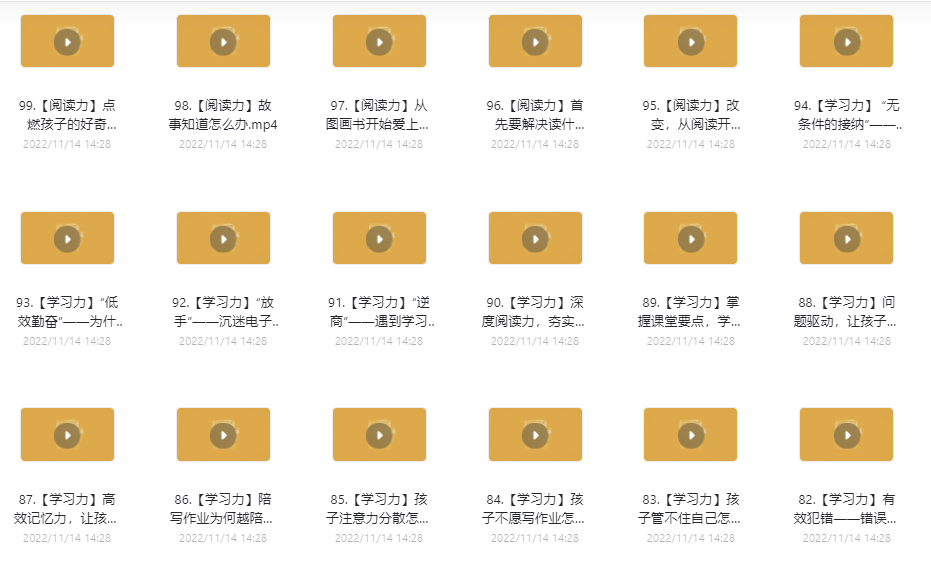 99.【阅读力】点
燃孩子的好奇...
2022/11/14 14:28
98.【阅读力】故
事知道怎么办.mp4
2022/11/14 14:28
97.【阅读力】从
图画书开始爱上...
2022/11/14 14:28
96.【阅读力】首
先要解决读什...
2022/11/14 14:28
95.【阅读力】改
变，从阅读开...
2022/11/14 14:28
94.【学习力】“无
条件的接纳”——..
2022/11/14 14:28
93.【学习力】“低
效勤奋”——为什..
2022/11/14 14:28
92.【学习力】“放
手”——沉迷电子..
2022/11/14 14:28
91.【学习力】“逆
商”——遇到学习..
2022/11/14 14:28
90.【学习力】深
度阅读力，夯实...
2022/11/14 14:28
89.【学习力】掌
握课堂要点，学...
2022/11/14 14:28
88.【学习力】问
题驱动，让孩子...
2022/11/14 14:28
87.【学习力】高
效记忆力，让孩...
2022/11/14 14:28
86.【学习力】陪
写作业为何越陪...
2022/11/14 14:28
85.【学习力】孩
子注意力分散怎...
2022/11/14 14:28
84.【学习力】孩
子不愿写作业怎...
2022/11/14 14:28
83.【学习力】孩
子管不住自己怎...
2022/11/14 14:28
82.【学习力】有
效犯错——错误...
2022/11/14 14:28